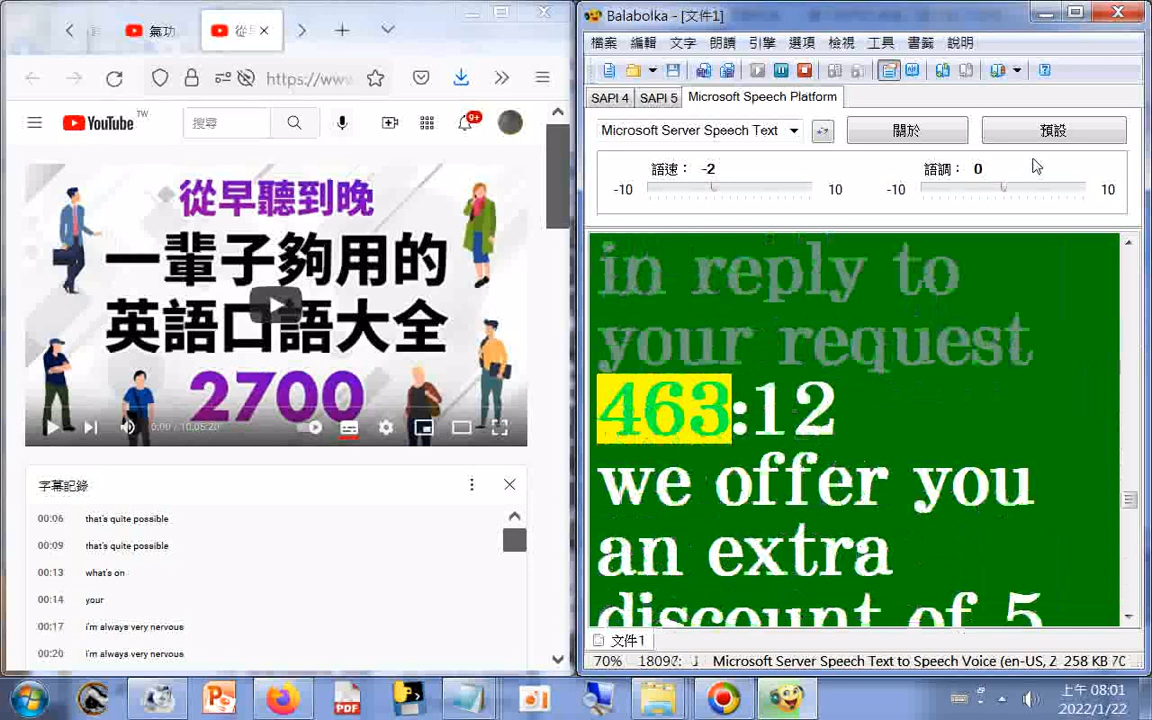 氣功
從
https://www
YouTube TW
搜尋
9+
從早聽到晚
一輩子夠用的
英語口語大全
2700
0:00 / 10:05:20
字幕記錄
00:06 that's quite possible
00:09 that's quite possible
00:13 what's on
00:14 your
00:17 i'm always very nervous
00:20 i'm always very nervous
Balabolka - [文件1]
檔案 編輯 文字 朗讀 引擎 選項 檢視 工具 書籤 說明
SAPI 4 SAPI 5 Microsoft Speech Platform
Microsoft Server Speech Text 關於 預設
語速： -2 語調： 0
-10 10 -10 10
in reply to
your request
463:12
we offer you
an extra
discount of 5
文件1
70% Microsoft Server Speech Text to Speech Voice (en-US, Z 258 KB
PDF
上午 08:01
2022/1/22